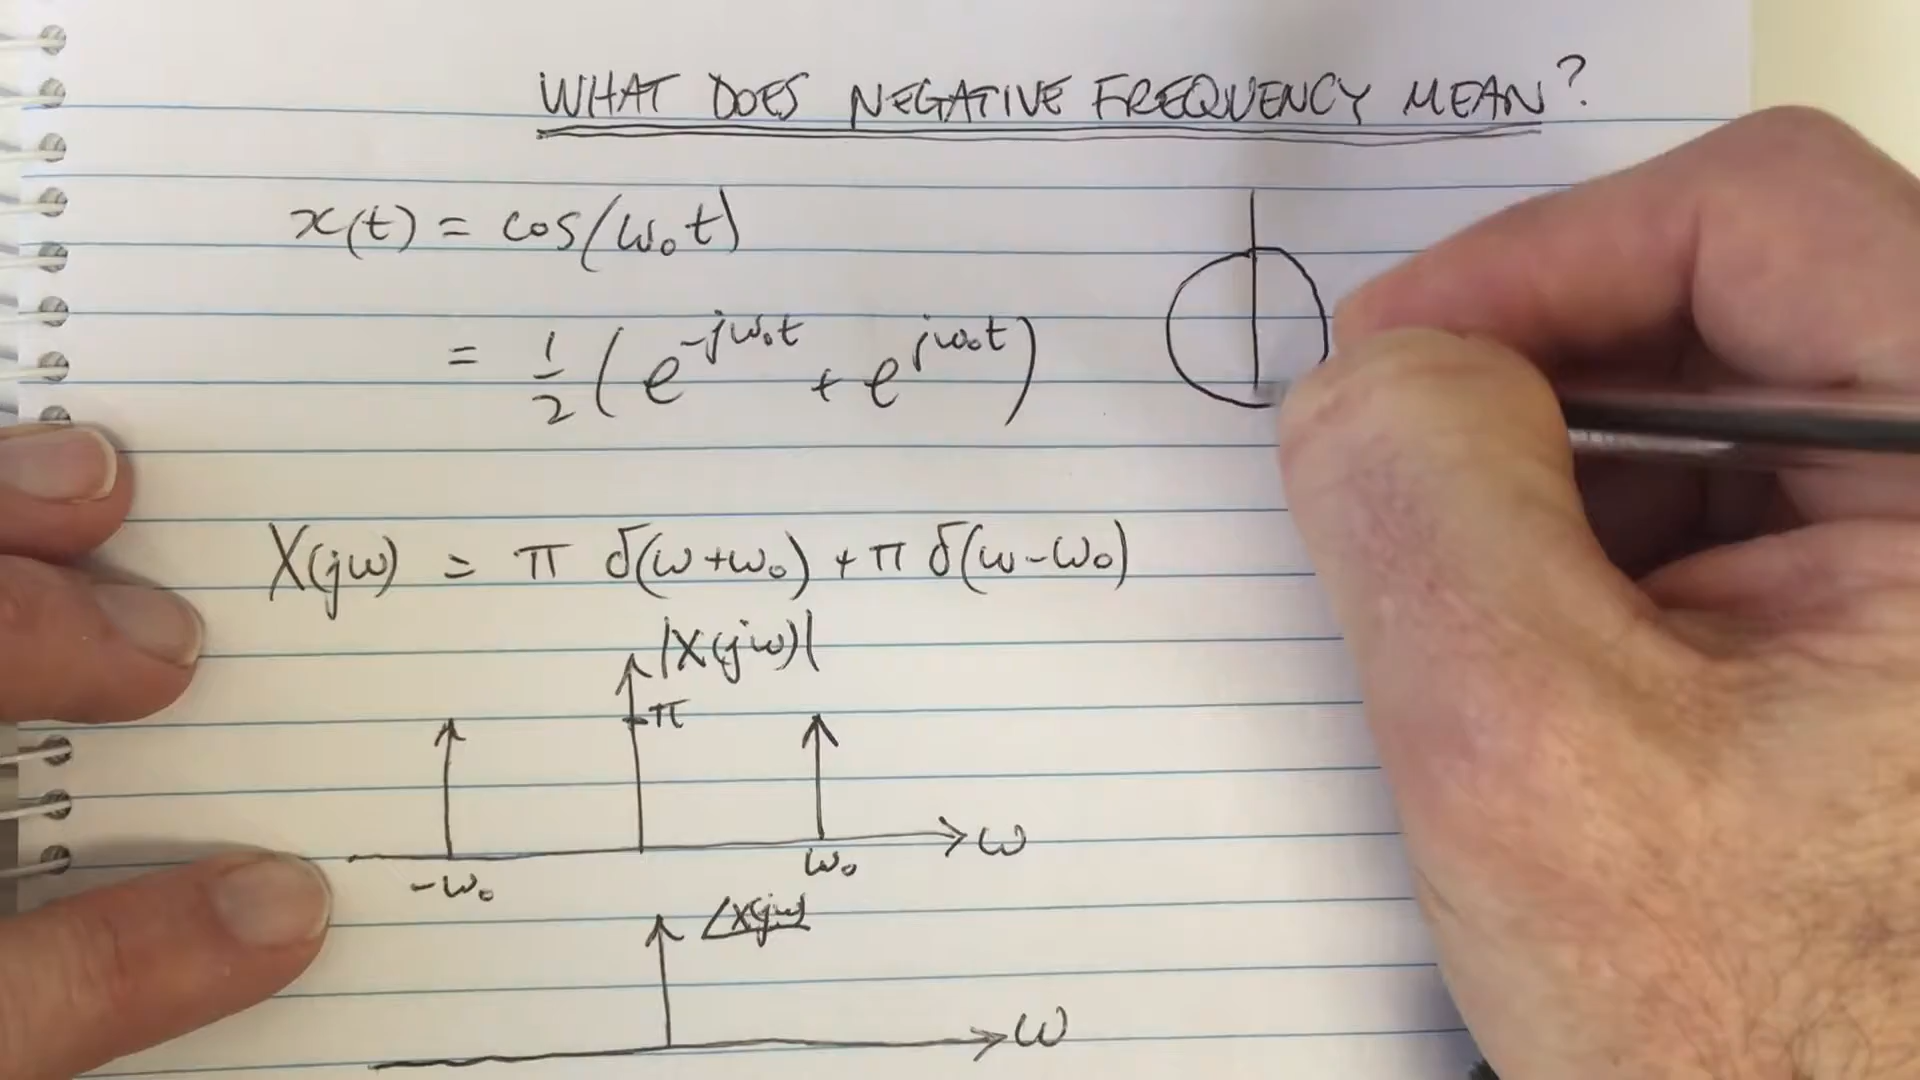 WHAT DOES NEGATIVE FREQUENCY MEAN?
x(t) = cos(ω₀t)
= 1/2 (e^{-jω₀t} + e^{jω₀t})
X(jω) = π δ(ω+ω₀) + π δ(ω-ω₀)
|X(jω)|
π
-ω₀ ω₀ ω
∠X(jω)
ω